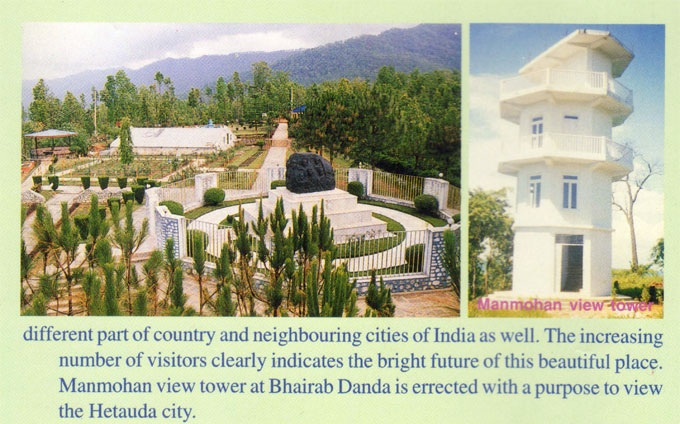 Manmohan view tower
different part of country and neighbouring cities of India as well. The increasing
number of visitors clearly indicates the bright future of this beautiful place.
Manmohan view tower at Bhairab Danda is errected with a purpose to view
the Hetauda city.